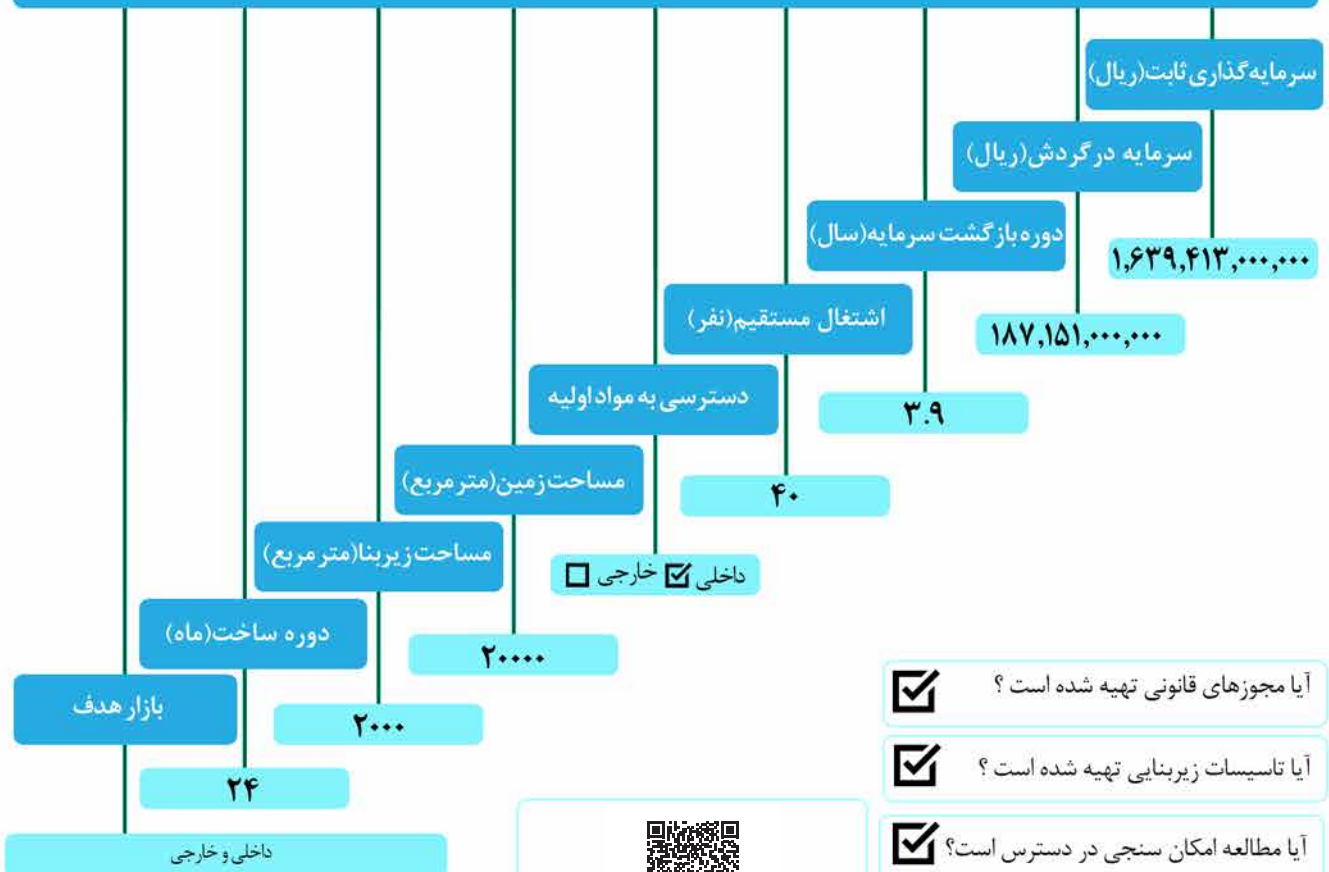 سرمایه‌گذاری ثابت(ریال)
۱,۶۳۹,۴۱۳,۰۰۰,۰۰۰
سرمایه در گردش(ریال)
۱۸۷,۱۵۱,۰۰۰,۰۰۰
دوره بازگشت سرمایه(سال)
۳.۹
اشتغال مستقیم(نفر)
۴۰
دسترسی به مواد اولیه
داخلی ☑ خارجی ☐
مساحت زمین(متر مربع)
۲۰۰۰۰
مساحت زیربنا(متر مربع)
۲۰۰۰
دوره ساخت(ماه)
۲۴
بازار هدف
داخلی و خارجی
آیا مجوزهای قانونی تهیه شده است ؟ ☑
آیا تاسیسات زیربنایی تهیه شده است ؟ ☑
آیا مطالعه امکان سنجی در دسترس است؟ ☑